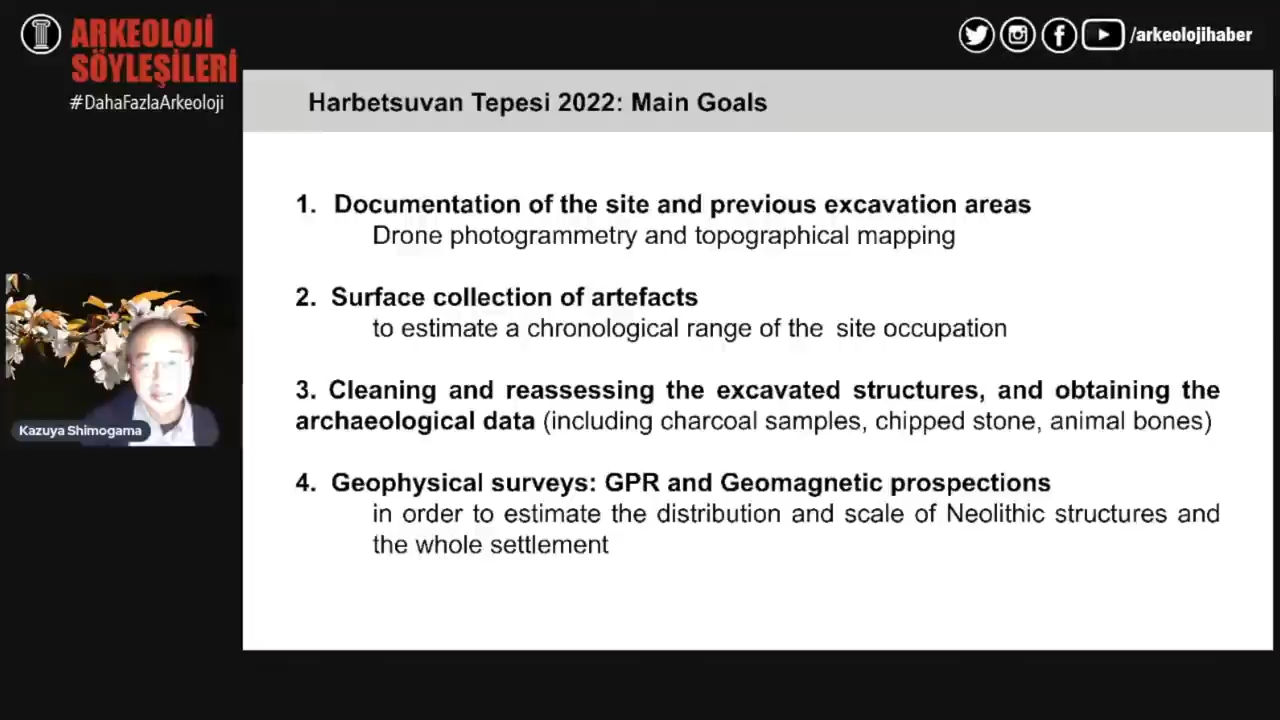 ARKEOLOJİ
SÖYLEŞİLERİ
#DahaFazlaArkeoloji
/arkeolojihaber
Harbetsuvan Tepesi 2022: Main Goals
1. Documentation of the site and previous excavation areas
Drone photogrammetry and topographical mapping
2. Surface collection of artefacts
to estimate a chronological range of the site occupation
3. Cleaning and reassessing the excavated structures, and obtaining the
archaeological data (including charcoal samples, chipped stone, animal bones)
4. Geophysical surveys: GPR and Geomagnetic prospections
in order to estimate the distribution and scale of Neolithic structures and
the whole settlement
Kazuya Shimogama